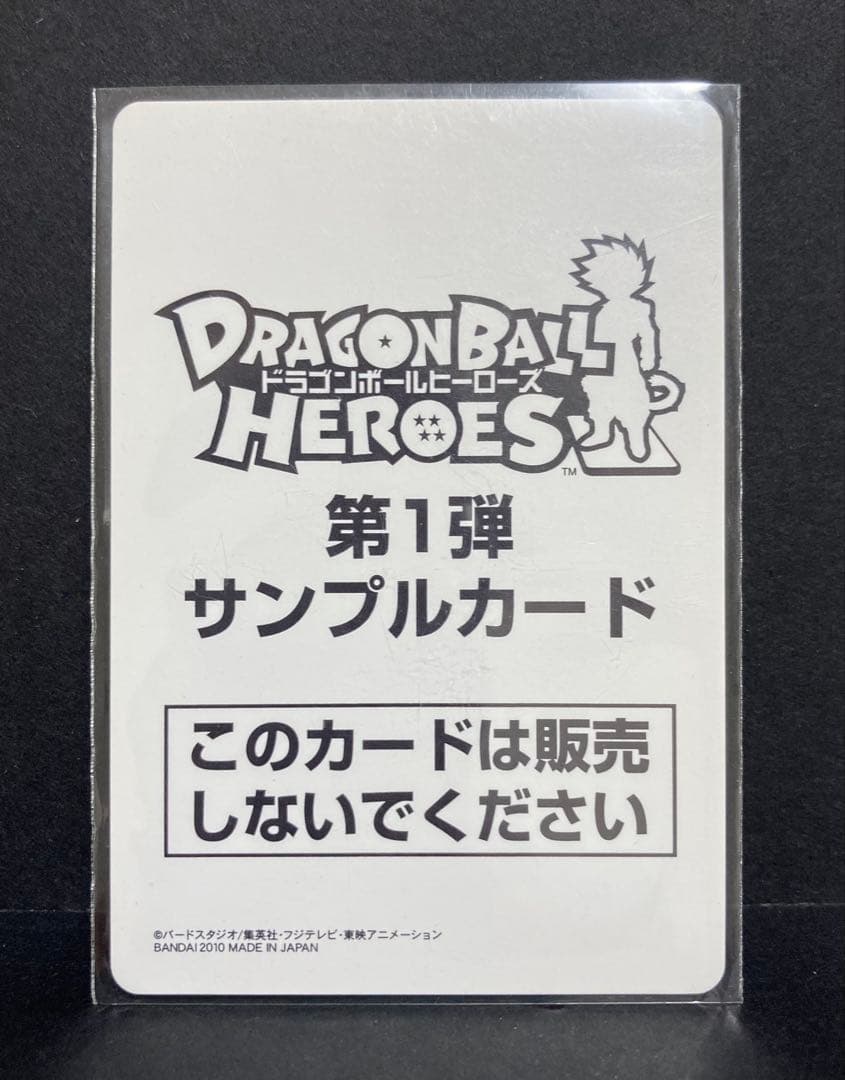 DRAGONBALL
ドラゴンボールヒーローズ
HEROES™
第1弾
サンプルカード
このカードは販売
しないでください
©バードスタジオ/集英社・フジテレビ・東映アニメーション
BANDAI 2010 MADE IN JAPAN